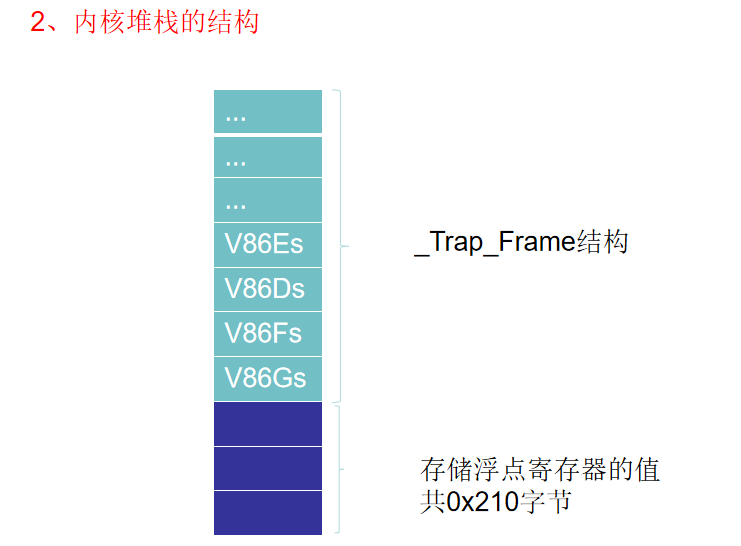 2、内核堆栈的结构
...
...
...
V86Es
_Trap_Frame结构
V86Ds
V86Fs
V86Gs
存储浮点寄存器的值
共0x210字节